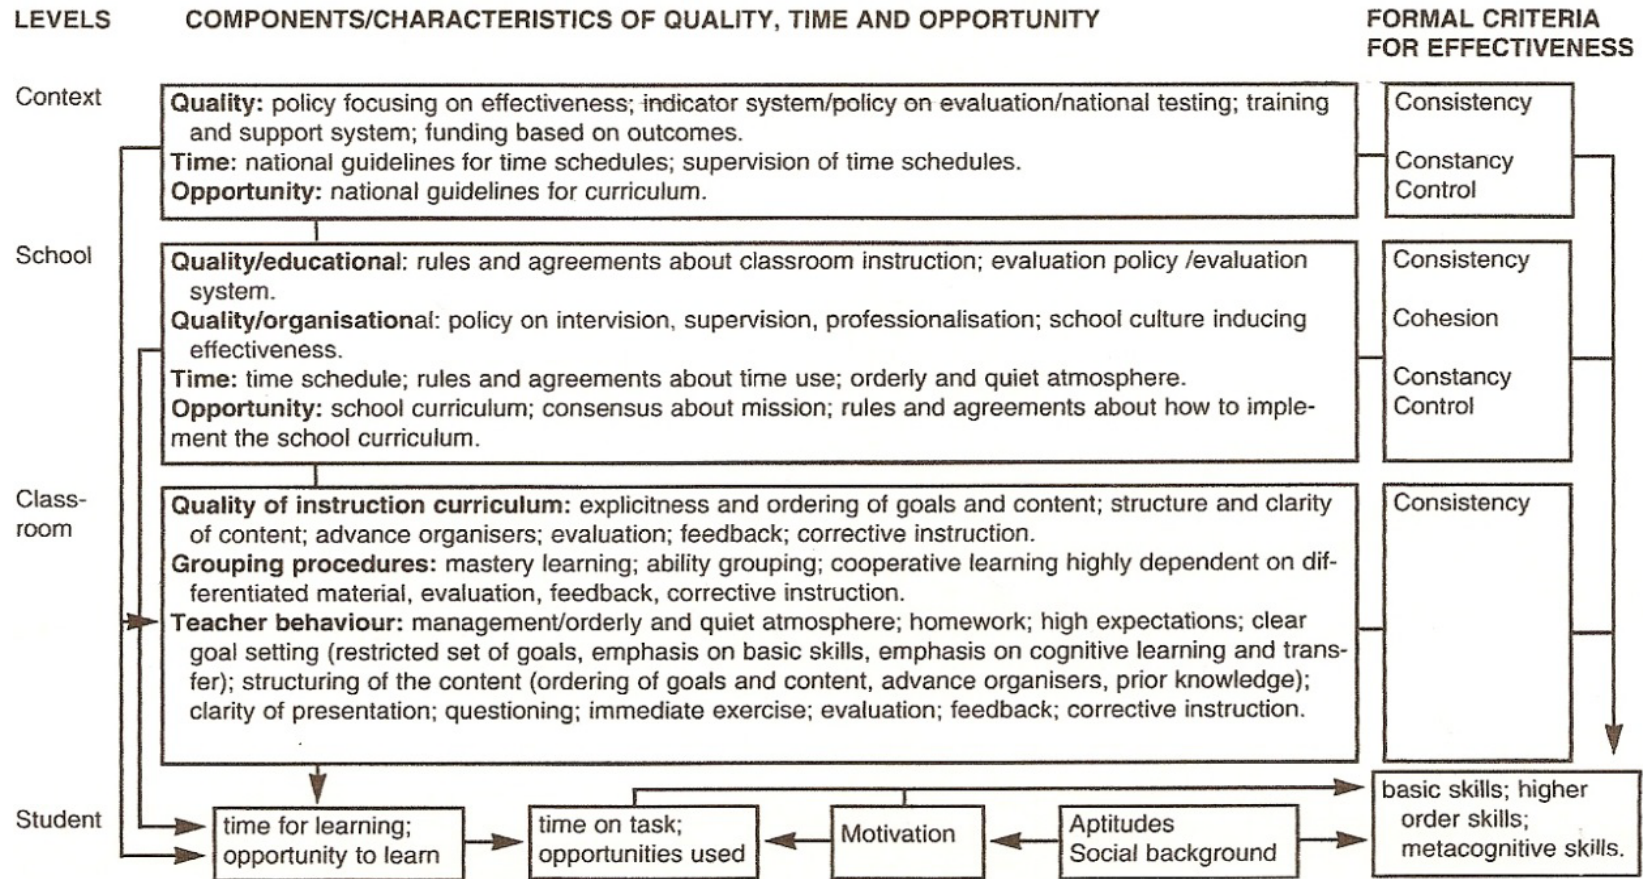 LEVELS COMPONENTS/CHARACTERISTICS OF QUALITY, TIME AND OPPORTUNITY FORMAL CRITERIA
FOR EFFECTIVENESS
Context
Quality: policy focusing on effectiveness; indicator system/policy on evaluation/national testing; training
and support system; funding based on outcomes.
Time: national guidelines for time schedules; supervision of time schedules.
Opportunity: national guidelines for curriculum.
Consistency
Constancy
Control
School
Quality/educational: rules and agreements about classroom instruction; evaluation policy /evaluation
system.
Quality/organisational: policy on intervision, supervision, professionalisation; school culture inducing
effectiveness.
Time: time schedule; rules and agreements about time use; orderly and quiet atmosphere.
Opportunity: school curriculum; consensus about mission; rules and agreements about how to imple-
ment the school curriculum.
Consistency
Cohesion
Constancy
Control
Class-
room
Quality of instruction curriculum: explicitness and ordering of goals and content; structure and clarity
of content; advance organisers; evaluation; feedback; corrective instruction.
Grouping procedures: mastery learning; ability grouping; cooperative learning highly dependent on dif-
ferentiated material, evaluation, feedback, corrective instruction.
Teacher behaviour: management/orderly and quiet atmosphere; homework; high expectations; clear
goal setting (restricted set of goals, emphasis on basic skills, emphasis on cognitive learning and trans-
fer); structuring of the content (ordering of goals and content, advance organisers, prior knowledge);
clarity of presentation; questioning; immediate exercise; evaluation; feedback; corrective instruction.
Consistency
Student
time for learning;
opportunity to learn
time on task;
opportunities used
Motivation
Aptitudes
Social background
basic skills; higher
order skills;
metacognitive skills.